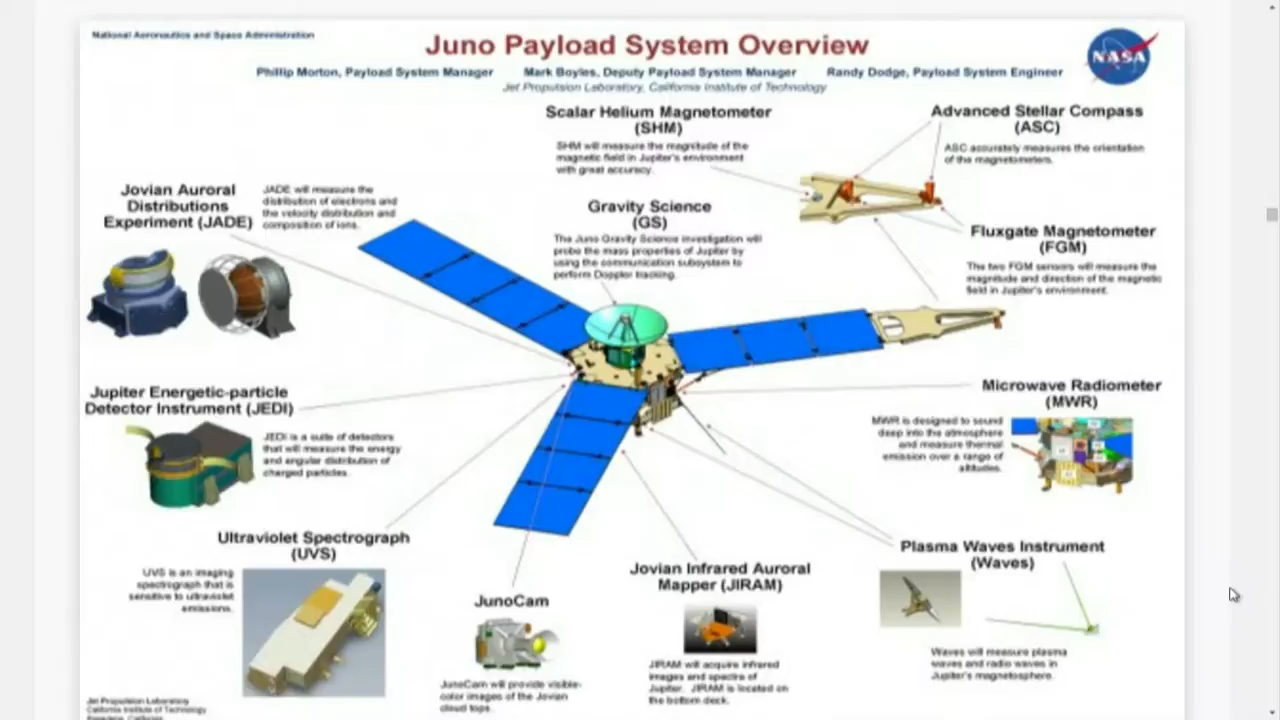 National Aeronautics and Space Administration
Juno Payload System Overview
NASA
Phillip Morton, Payload System Manager
Mark Boyles, Deputy Payload System Manager
Randy Dodge, Payload System Engineer
Jet Propulsion Laboratory, California Institute of Technology
Scalar Helium Magnetometer
(SHM)
SHM will measure the magnitude of the
magnetic field in Jupiter's environment
with great accuracy.
Advanced Stellar Compass
(ASC)
ASC accurately measures the orientation
of the magnetometers.
Jovian Auroral
Distributions
Experiment (JADE)
JADE will measure the
distribution of electrons and
the velocity distribution and
composition of ions.
Gravity Science
(GS)
The Juno Gravity Science investigation will
probe the mass properties of Jupiter by
using the communication subsystem to
perform Doppler tracking.
Fluxgate Magnetometer
(FGM)
The two FGM sensors will measure the
magnitude and direction of the magnetic
field in Jupiter's environment.
Jupiter Energetic-particle
Detector Instrument (JEDI)
JEDI is a suite of detectors
that will measure the energy
and angular distribution of
charged particles.
Microwave Radiometer
(MWR)
MWR is designed to sound
deep into the atmosphere
and measure thermal
emission over a range of
altitudes.
Ultraviolet Spectrograph
(UVS)
UVS is an imaging
spectrograph that is
sensitive to ultraviolet
emissions.
JunoCam
JunoCam will provide visible-
color images of the Jovian
cloud tops.
Jovian Infrared Auroral
Mapper (JIRAM)
JIRAM will acquire infrared
images and spectra of
Jupiter. JIRAM is located on
the bottom deck.
Plasma Waves Instrument
(Waves)
Waves will measure plasma
waves and radio waves in
Jupiter's magnetosphere.
Jet Propulsion Laboratory
California Institute of Technology
Pasadena, California